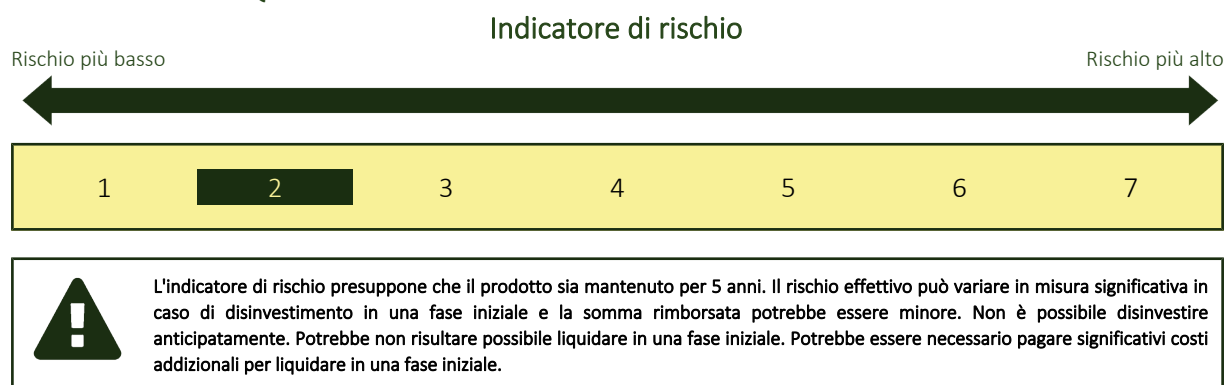 Indicatore di rischio
Rischio più basso
Rischio più alto
1 2 3 4 5 6 7
L'indicatore di rischio presuppone che il prodotto sia mantenuto per 5 anni. Il rischio effettivo può variare in misura significativa in
caso di disinvestimento in una fase iniziale e la somma rimborsata potrebbe essere minore. Non è possibile disinvestire
anticipatamente. Potrebbe non risultare possibile liquidare in una fase iniziale. Potrebbe essere necessario pagare significativi costi
addizionali per liquidare in una fase iniziale.